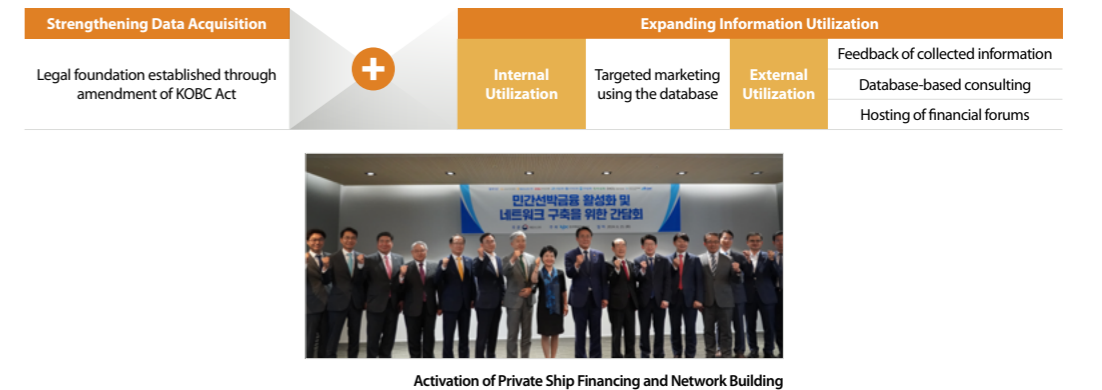 Strengthening Data Acquisition
Legal foundation established through
amendment of KOBC Act
+
Expanding Information Utilization
Internal
Utilization
Targeted marketing
using the database
External
Utilization
Feedback of collected information
Database-based consulting
Hosting of financial forums
민간선박금융 활성화 및
네트워크 구축을 위한 간담회
Activation of Private Ship Financing and Network Building